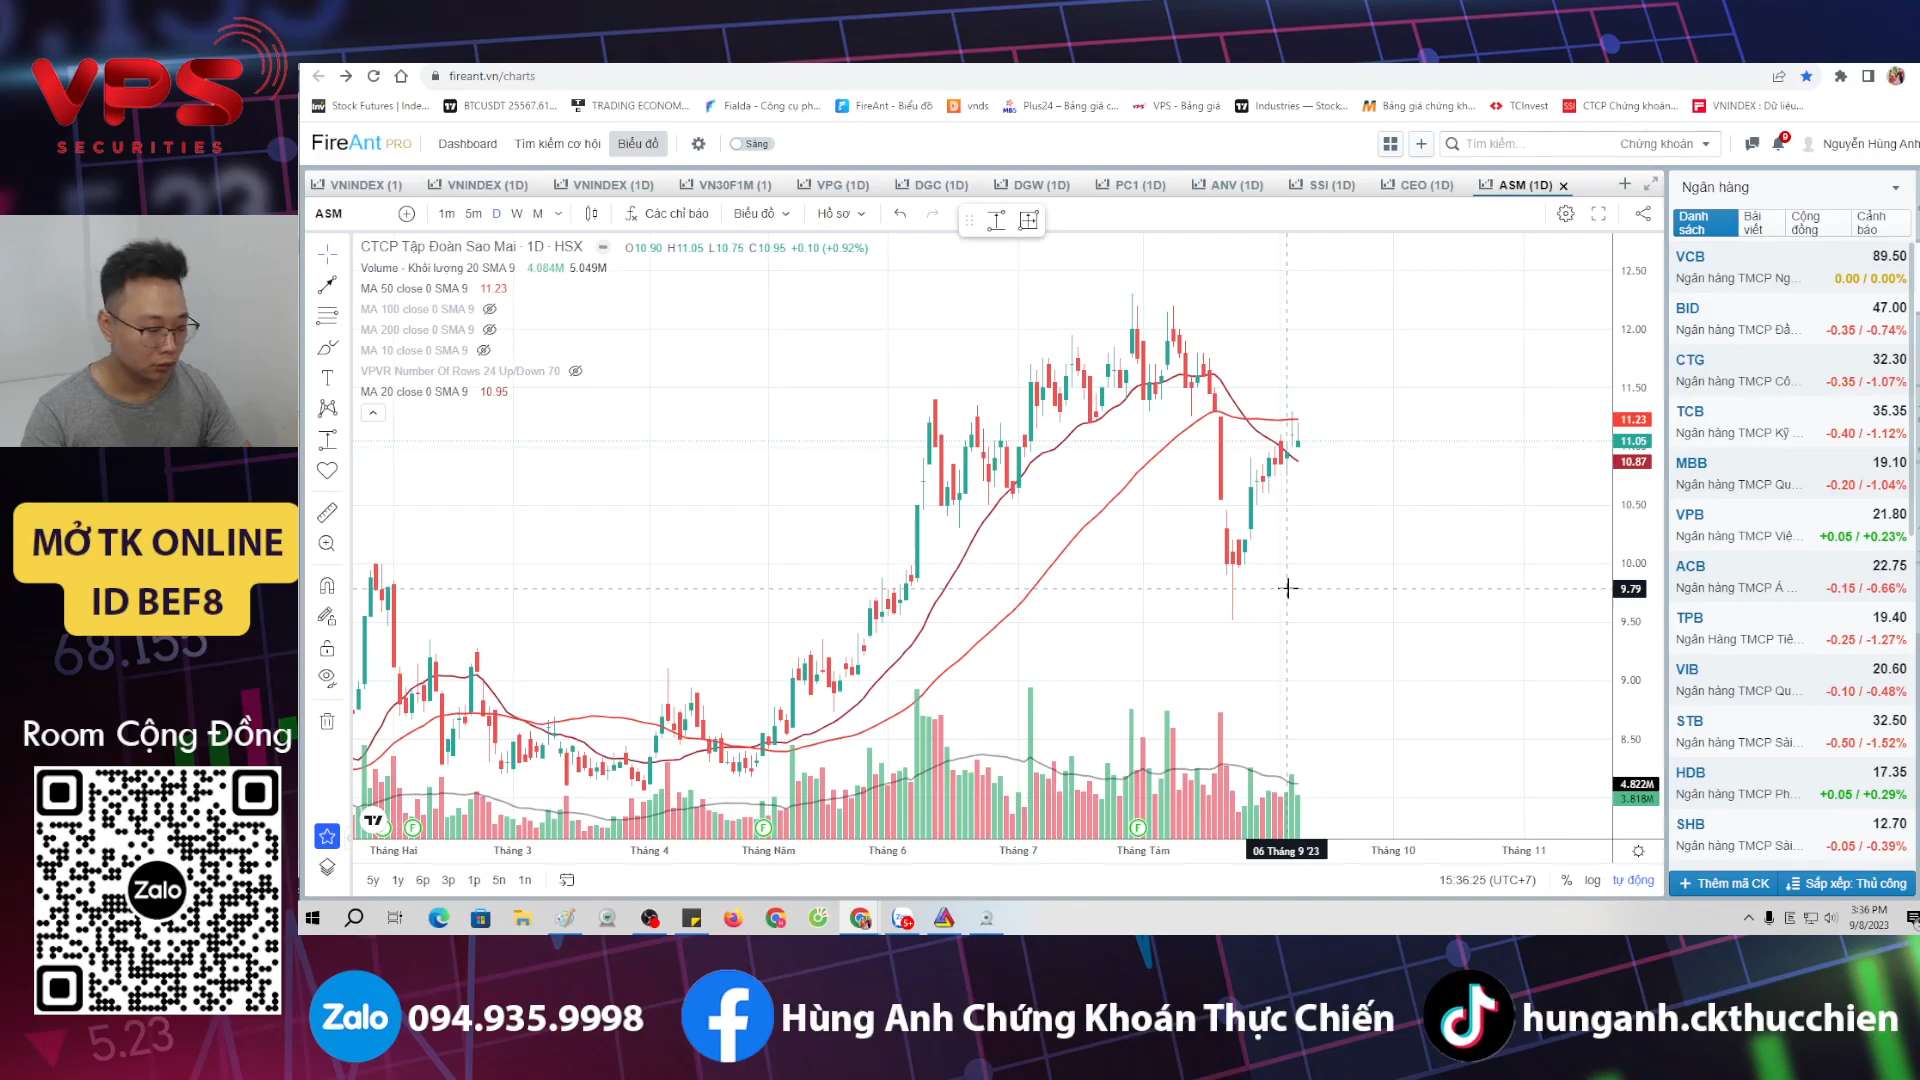 VPS
SECURITIES
MỞ TK ONLINE
ID BEF8
Room Cộng Đồng
Zalo
68.155
5.23
fireant.vn/charts
Stock Futures | Inde...
BTCUSDT 25567.61...
TRADING ECONOM...
Fialda - Công cụ ph...
FireAnt - Biểu đồ
vnds
Plus24 – Bảng giá c...
VPS - Bảng giá
Industries — Stock...
Bảng giá chứng kh...
TCInvest
CTCP Chứng khoán...
VNINDEX : Dữ liệu...
FireAnt PRO
Dashboard
Tìm kiếm cơ hội
Biểu đồ
Sáng
Tìm kiếm...
Chứng khoán
9
Nguyễn Hùng Anh
VNINDEX (1)
VNINDEX (1D)
VNINDEX (1D)
VN30F1M (1)
VPG (1D)
DGC (1D)
DGW (1D)
PC1 (1D)
ANV (1D)
SSI (1D)
CEO (1D)
ASM (1D)
ASM
1m 5m D W M
Các chỉ báo
Biểu đồ
Hồ sơ
CTCP Tập Đoàn Sao Mai · 1D · HSX
O10.90 H11.05 L10.75 C10.95 +0.10 (+0.92%)
Volume - Khối lượng 20 SMA 9 4.084M 5.049M
MA 50 close 0 SMA 9 11.23
MA 100 close 0 SMA 9
MA 200 close 0 SMA 9
MA 10 close 0 SMA 9
VPVR Number Of Rows 24 Up/Down 70
MA 20 close 0 SMA 9 10.95
12.50
12.00
11.50
11.23
11.05
10.87
10.50
10.00
9.79
9.50
9.00
8.50
4.822M
3.818M
F
F
F
Tháng Hai
Tháng 3
Tháng 4
Tháng Năm
Tháng 6
Tháng 7
Tháng Tám
06 Tháng 9 '23
Tháng 10
Tháng 11
5y 1y 6p 3p 1p 5n 1n
15:36:25 (UTC+7)
% log tự động
Ngân hàng
Danh sách
Bài viết
Cộng đồng
Cảnh báo
VCB 89.50
Ngân hàng TMCP Ng... 0.00 / 0.00%
BID 47.00
Ngân hàng TMCP Đầ... -0.35 / -0.74%
CTG 32.30
Ngân hàng TMCP Cô... -0.35 / -1.07%
TCB 35.35
Ngân hàng TMCP Kỹ ... -0.40 / -1.12%
MBB 19.10
Ngân hàng TMCP Qu... -0.20 / -1.04%
VPB 21.80
Ngân hàng TMCP Việ... +0.05 / +0.23%
ACB 22.75
Ngân hàng TMCP Á ... -0.15 / -0.66%
TPB 19.40
Ngân Hàng TMCP Tiê... -0.25 / -1.27%
VIB 20.60
Ngân hàng TMCP Qu... -0.10 / -0.48%
STB 32.50
Ngân hàng TMCP Sài... -0.50 / -1.52%
HDB 17.35
Ngân hàng TMCP Ph... +0.05 / +0.29%
SHB 12.70
Ngân hàng TMCP Sài... -0.05 / -0.39%
Thêm mã CK
Sắp xếp: Thủ công
3:36 PM
9/8/2023
Zalo 094.935.9998
Hùng Anh Chứng Khoán Thực Chiến
hunganh.ckthucchien